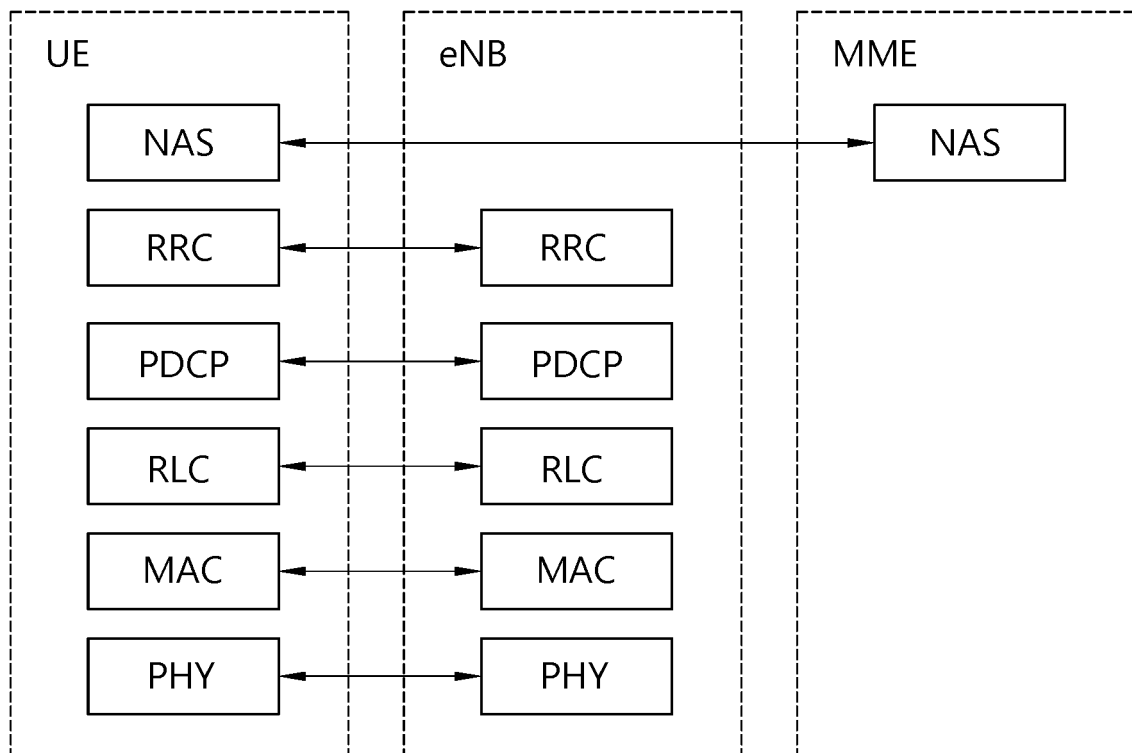 UE eNB MME
NAS NAS
RRC RRC
PDCP PDCP
RLC RLC
MAC MAC
PHY PHY